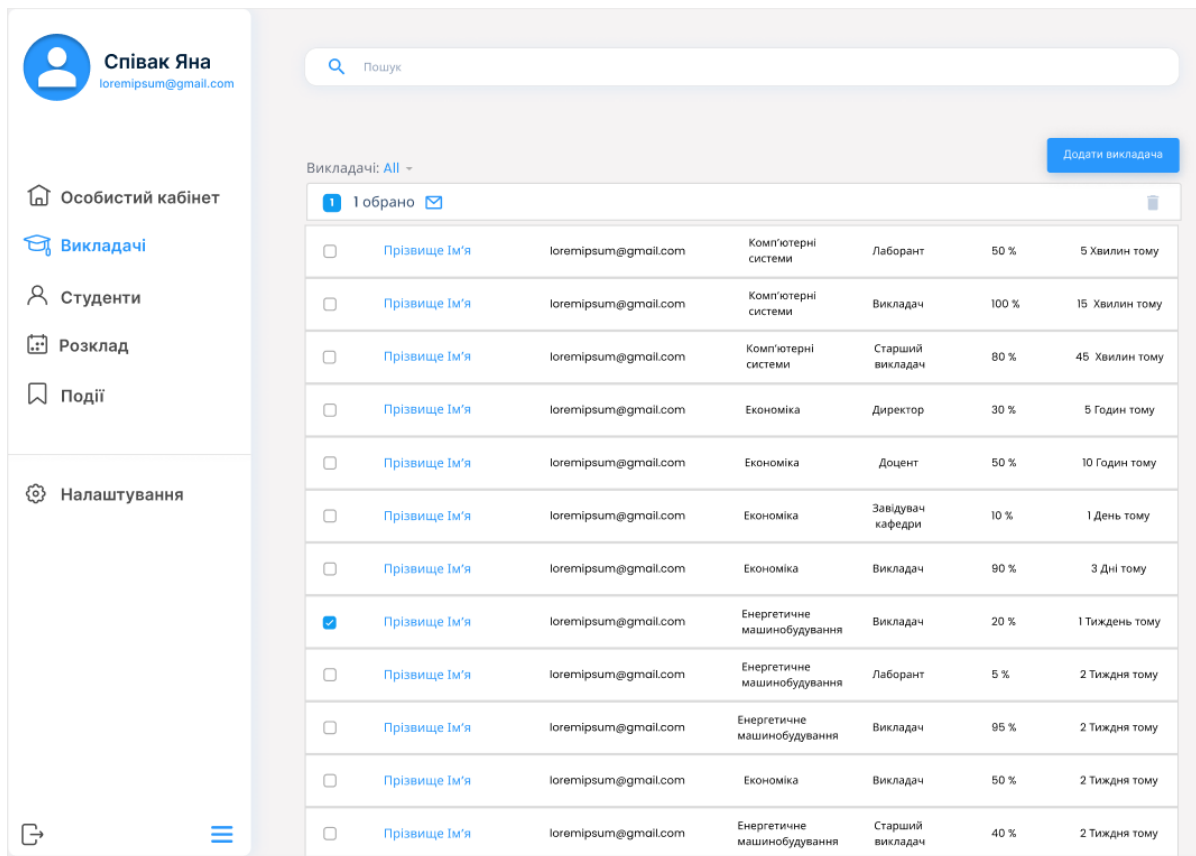 Співак Яна
loremipsum@gmail.com
Особистий кабінет
Викладачі
Студенти
Розклад
Події
Налаштування
Пошук
Додати викладача
Викладачі: All
1 1 обрано
Прізвище Ім’я loremipsum@gmail.com Комп’ютерні системи Лаборант 50 % 5 Хвилин тому
Прізвище Ім’я loremipsum@gmail.com Комп’ютерні системи Викладач 100 % 15 Хвилин тому
Прізвище Ім’я loremipsum@gmail.com Комп’ютерні системи Старший викладач 80 % 45 Хвилин тому
Прізвище Ім’я loremipsum@gmail.com Економіка Директор 30 % 5 Годин тому
Прізвище Ім’я loremipsum@gmail.com Економіка Доцент 50 % 10 Годин тому
Прізвище Ім’я loremipsum@gmail.com Економіка Завідувач кафедри 10 % 1 День тому
Прізвище Ім’я loremipsum@gmail.com Економіка Викладач 90 % 3 Дні тому
Прізвище Ім’я loremipsum@gmail.com Енергетичне машинобудування Викладач 20 % 1 Тиждень тому
Прізвище Ім’я loremipsum@gmail.com Енергетичне машинобудування Лаборант 5 % 2 Тиждня тому
Прізвище Ім’я loremipsum@gmail.com Енергетичне машинобудування Викладач 95 % 2 Тиждня тому
Прізвище Ім’я loremipsum@gmail.com Економіка Викладач 50 % 2 Тиждня тому
Прізвище Ім’я loremipsum@gmail.com Енергетичне машинобудування Старший викладач 40 % 2 Тиждня тому